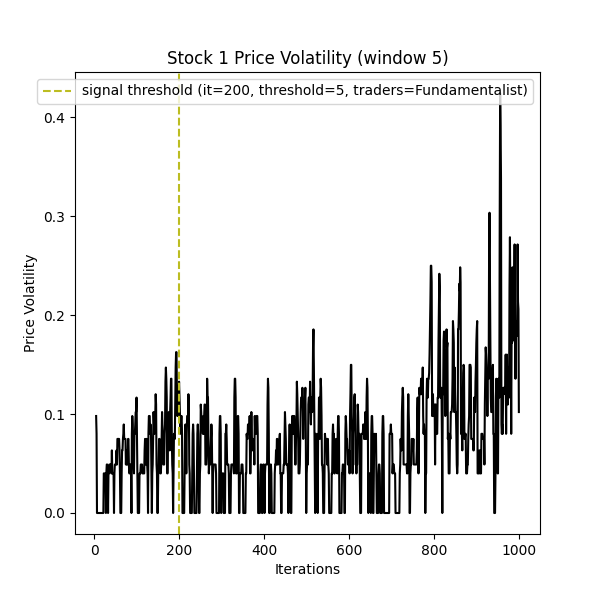 Stock 1 Price Volatility (window 5)
signal threshold (it=200, threshold=5, traders=Fundamentalist)
0.4
0.3
0.2
0.1
0.0
Price Volatility
0 200 400 600 800 1000
Iterations